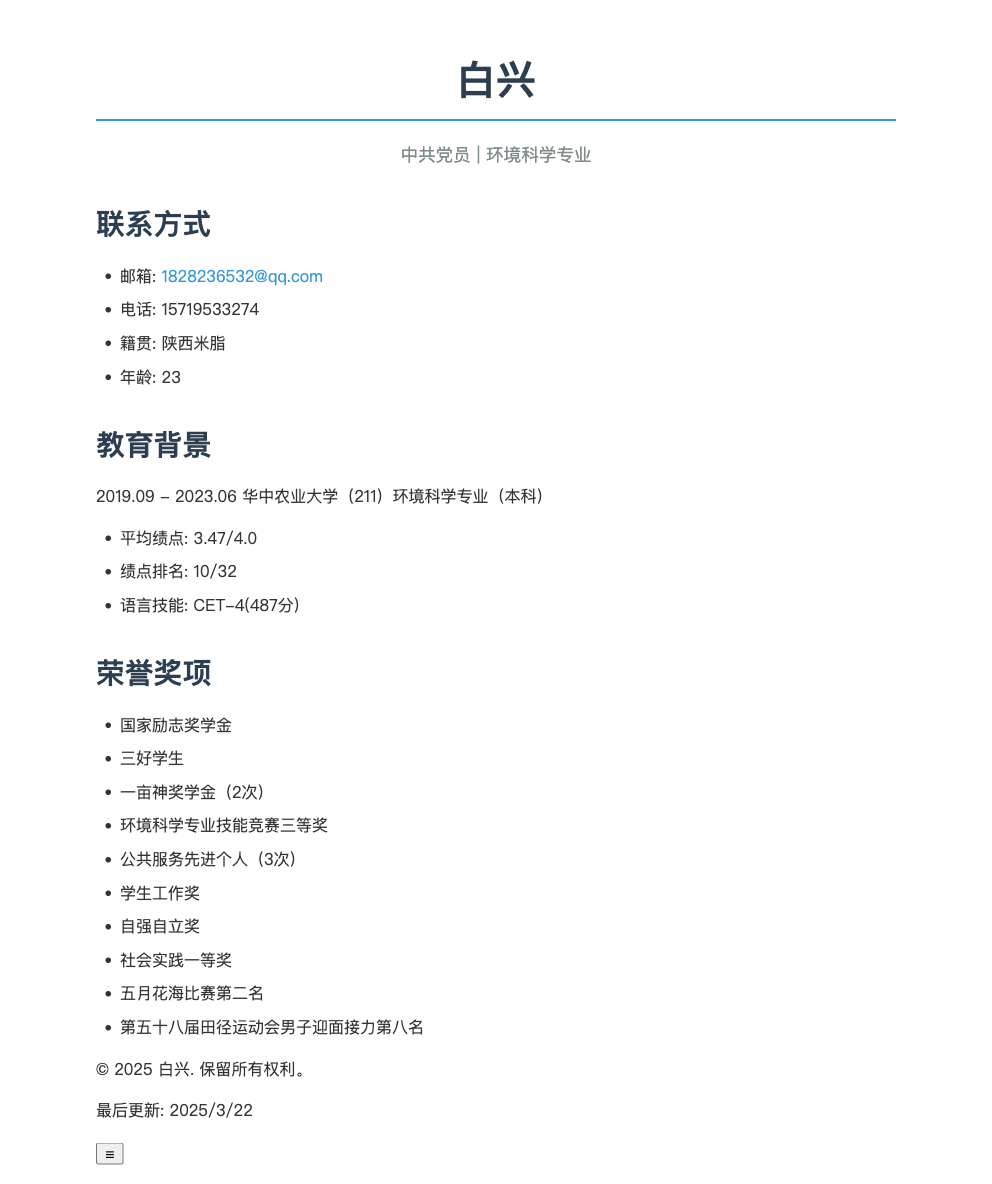 白兴
中共党员 | 环境科学专业
联系方式
• 邮箱: 1828236532@qq.com
• 电话: 15719533274
• 籍贯: 陕西米脂
• 年龄: 23
教育背景
2019.09 – 2023.06 华中农业大学（211）环境科学专业（本科）
• 平均绩点: 3.47/4.0
• 绩点排名: 10/32
• 语言技能: CET–4(487分)
荣誉奖项
• 国家励志奖学金
• 三好学生
• 一亩神奖学金（2次）
• 环境科学专业技能竞赛三等奖
• 公共服务先进个人（3次）
• 学生工作奖
• 自强自立奖
• 社会实践一等奖
• 五月花海比赛第二名
• 第五十八届田径运动会男子迎面接力第八名
© 2025 白兴. 保留所有权利。
最后更新: 2025/3/22
≡